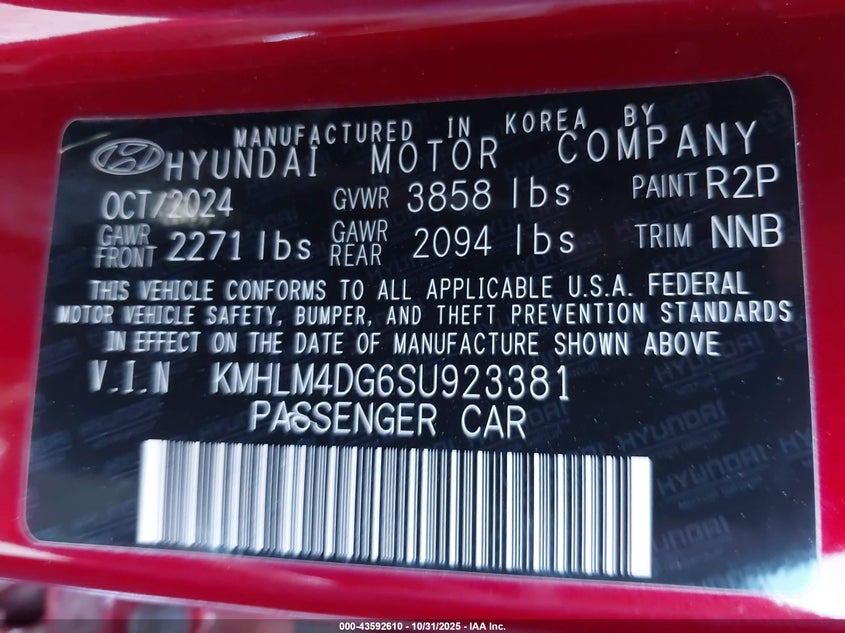 MANUFACTURED IN KOREA BY
HYUNDAI MOTOR COMPANY
OCT/2024 GVWR 3858 lbs PAINT R2P
GAWR FRONT 2271 lbs GAWR REAR 2094 lbs TRIM NNB
THIS VEHICLE CONFORMS TO ALL APPLICABLE U.S.A. FEDERAL
MOTOR VEHICLE SAFETY, BUMPER, AND THEFT PREVENTION STANDARDS
IN EFFECT ON THE DATE OF MANUFACTURE SHOWN ABOVE
V.I.N KMHLM4DG6SU923381
PASSENGER CAR
000-43592610 - 10/31/2025 - IAA Inc.